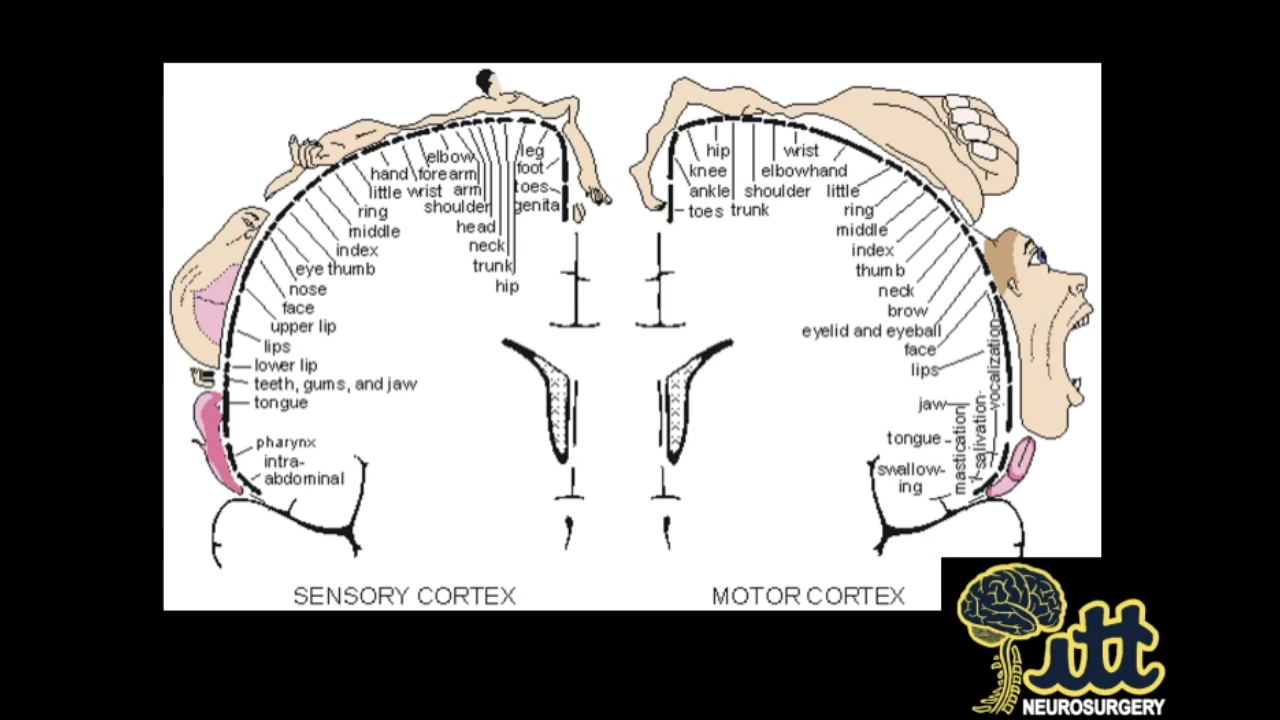 leg
foot
toes
genita
elbow
hand forearm
little wrist arm
ring
shoulder
middle
head
index
neck
eye thumb
trunk
nose
hip
face
upper lip
lips
lower lip
teeth, gums, and jaw
tongue
pharynx
intra-
abdominal
SENSORY CORTEX
hip
wrist
knee
elbowhand
ankle
shoulder
little
toes
trunk
ring
middle
index
thumb
neck
brow
eyelid and eyeball
face
lips
vocalization
jaw
salivation
mastication
tongue
swallow-
ing
MOTOR CORTEX
itt
NEUROSURGERY